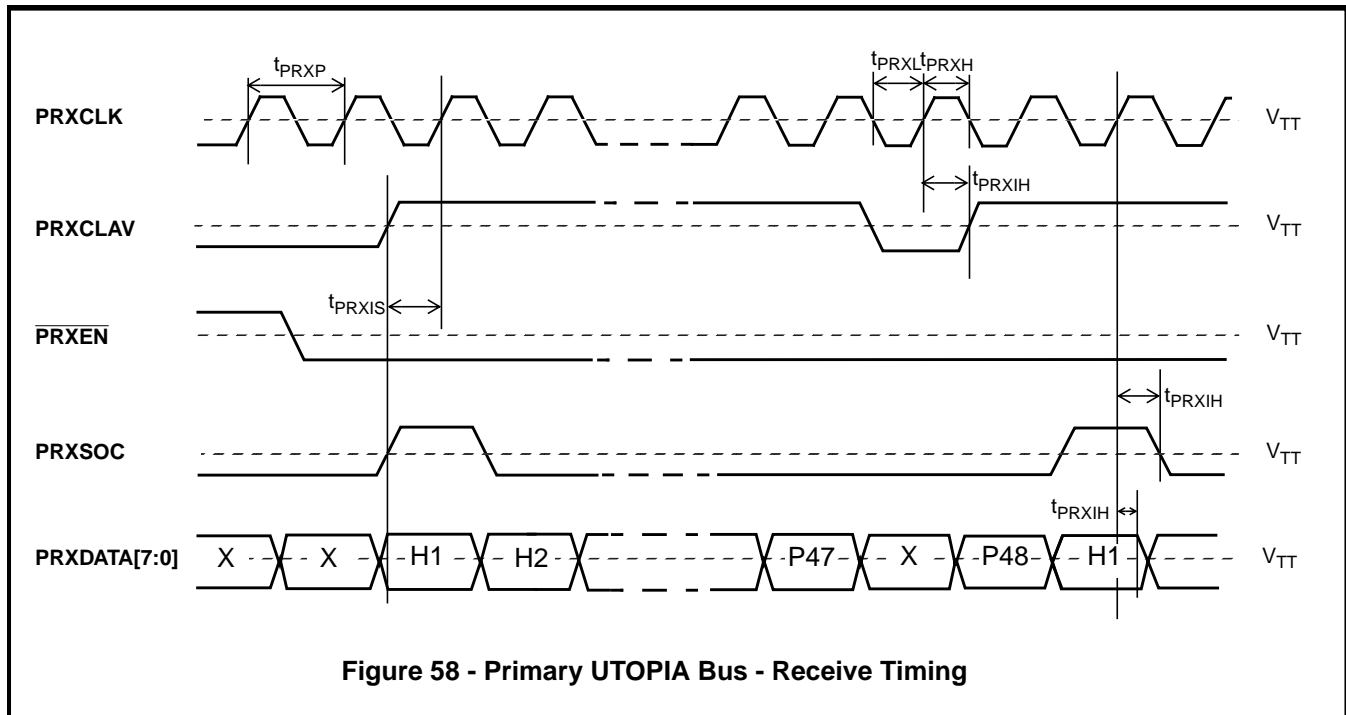 tPRXP
tPRXL tPRXH
PRXCLK
VTT
tPRXIH
PRXCLAV
VTT
tPRXIS
PRXEN
VTT
tPRXIH
PRXSOC
VTT
tPRXIH
PRXDATA[7:0] X X H1 H2 P47 X P48 H1
VTT
Figure 58 - Primary UTOPIA Bus - Receive Timing